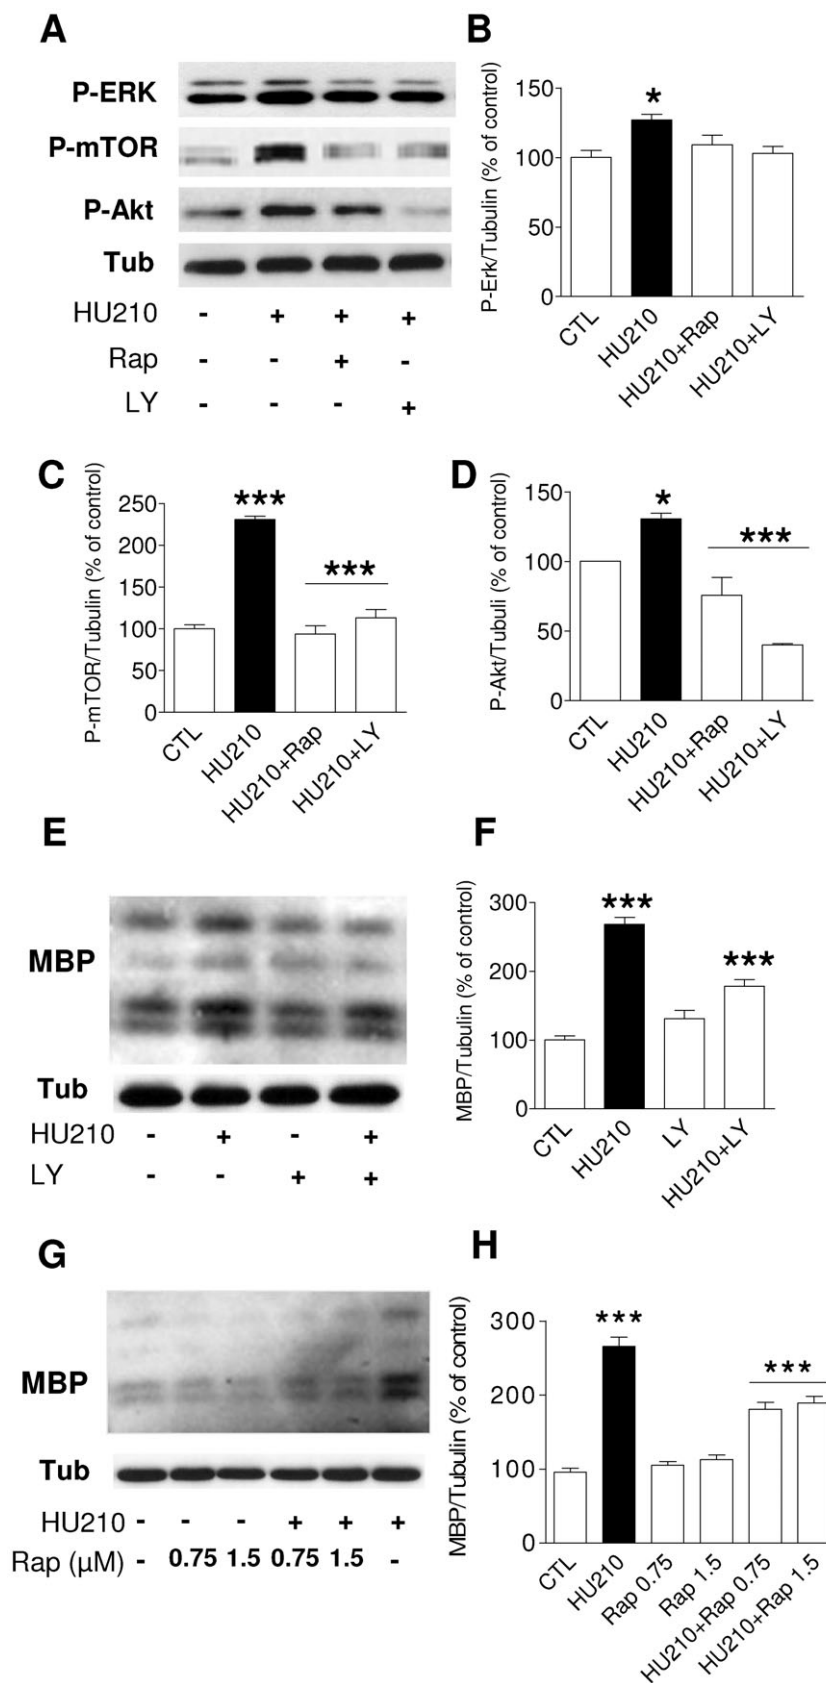 A
P-ERK
P-mTOR
P-Akt
Tub
HU210 - + + +
Rap - - + -
LY - - - +
B
P-Erk/Tubulin (% of control)
150
100
50
0
*
CTL
HU210
HU210+Rap
HU210+LY
C
P-mTOR/Tubulin (% of control)
250
200
150
100
50
0
***
***
CTL
HU210
HU210+Rap
HU210+LY
D
P-Akt/Tubuli (% of control)
150
100
50
0
*
***
CTL
HU210
HU210+Rap
HU210+LY
E
MBP
Tub
HU210 - + - +
LY - - + +
F
MBP/Tubulin (% of control)
300
200
100
0
***
***
CTL
HU210
LY
HU210+LY
G
MBP
Tub
HU210 - - - + + +
Rap (µM) - 0.75 1.5 0.75 1.5 -
H
MBP/Tubulin (% of control)
300
200
100
0
***
***
CTL
HU210
Rap 0.75
Rap 1.5
HU210+Rap 0.75
HU210+Rap 1.5